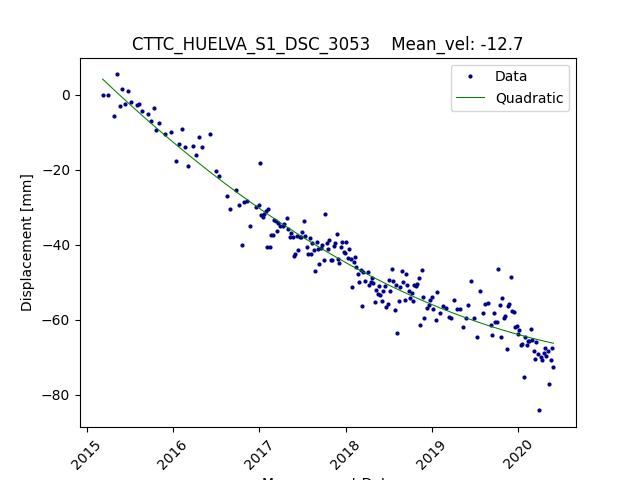 CTTC_HUELVA_S1_DSC_3053    Mean_vel: -12.7
Data
Quadratic
Displacement [mm]
0
−20
−40
−60
−80
2015
2016
2017
2018
2019
2020